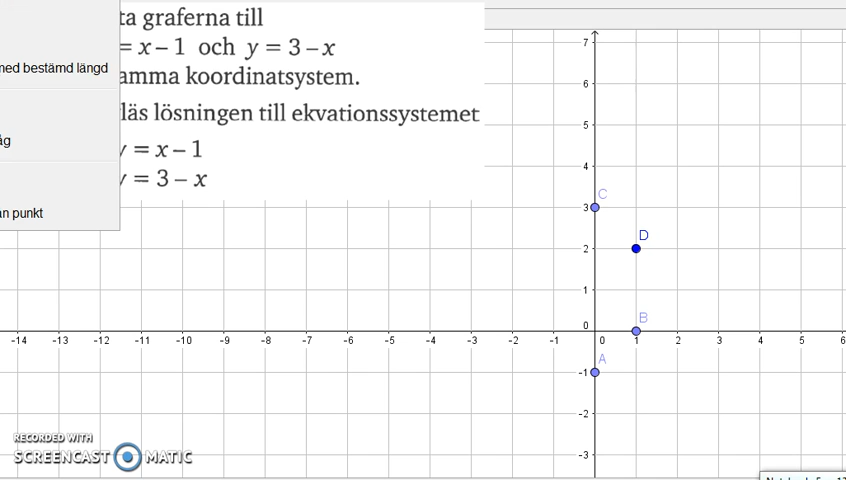 ta graferna till
= x – 1 och y = 3 – x
amma koordinatsystem.
läs lösningen till ekvationssystemet
y = x – 1
y = 3 – x
med bestämd längd
åg
an punkt
7
6
5
4
3
2
1
0
-1
-2
-3
-14 -13 -12 -11 -10 -9 -8 -7 -6 -5 -4 -3 -2 -1 0 1 2 3 4 5 6
C
D
B
A
RECORDED WITH
SCREENCAST MATIC